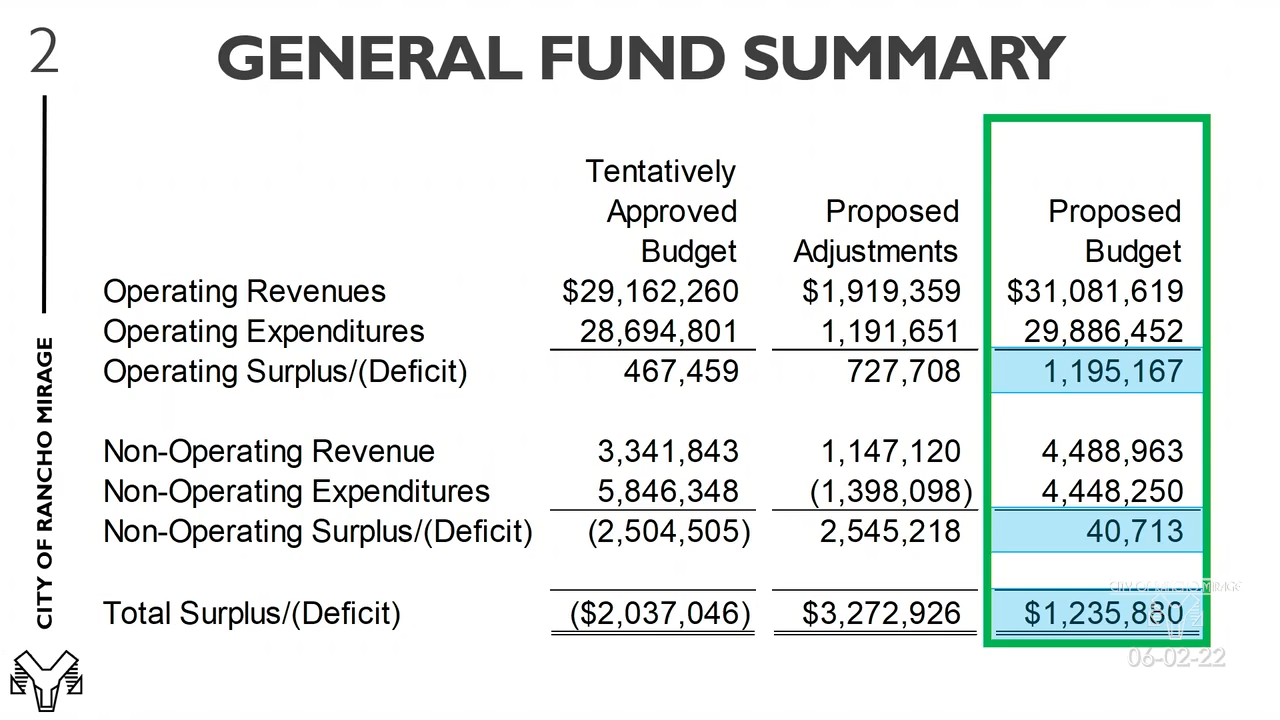 2
GENERAL FUND SUMMARY
CITY OF RANCHO MIRAGE
Tentatively
Approved Proposed Proposed
Budget Adjustments Budget
Operating Revenues $29,162,260 $1,919,359 $31,081,619
Operating Expenditures 28,694,801 1,191,651 29,886,452
Operating Surplus/(Deficit) 467,459 727,708 1,195,167
Non-Operating Revenue 3,341,843 1,147,120 4,488,963
Non-Operating Expenditures 5,846,348 (1,398,098) 4,448,250
Non-Operating Surplus/(Deficit) (2,504,505) 2,545,218 40,713
Total Surplus/(Deficit) ($2,037,046) $3,272,926 $1,235,880
CITY OF RANCHO MIRAGE
06-02-22